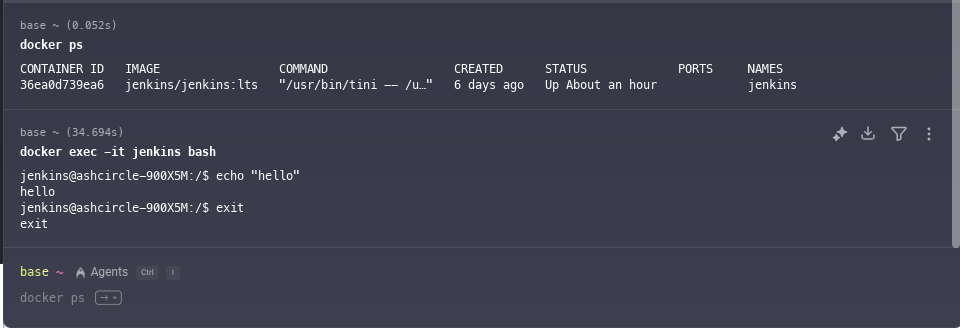 base ~ (0.052s)
docker ps
CONTAINER ID   IMAGE                 COMMAND                  CREATED      STATUS             PORTS     NAMES
36ea0d739ea6   jenkins/jenkins:lts   "/usr/bin/tini -- /u…"   6 days ago   Up About an hour             jenkins
base ~ (34.694s)
docker exec -it jenkins bash
jenkins@ashcircle-900X5M:/$ echo "hello"
hello
jenkins@ashcircle-900X5M:/$ exit
exit
base ~ Agents Ctrl I
docker ps